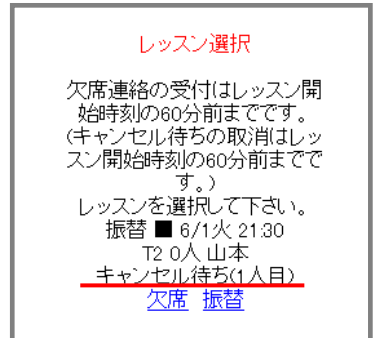 レッスン選択
欠席連絡の受付はレッスン開
始時刻の60分前までです。
(キャンセル待ちの取消はレッ
スン開始時刻の60分前までで
す。)
レッスンを選択して下さい。
振替 ■ 6/1火 21:30
T2 0人 山本
キャンセル待ち(1人目)
欠席 振替